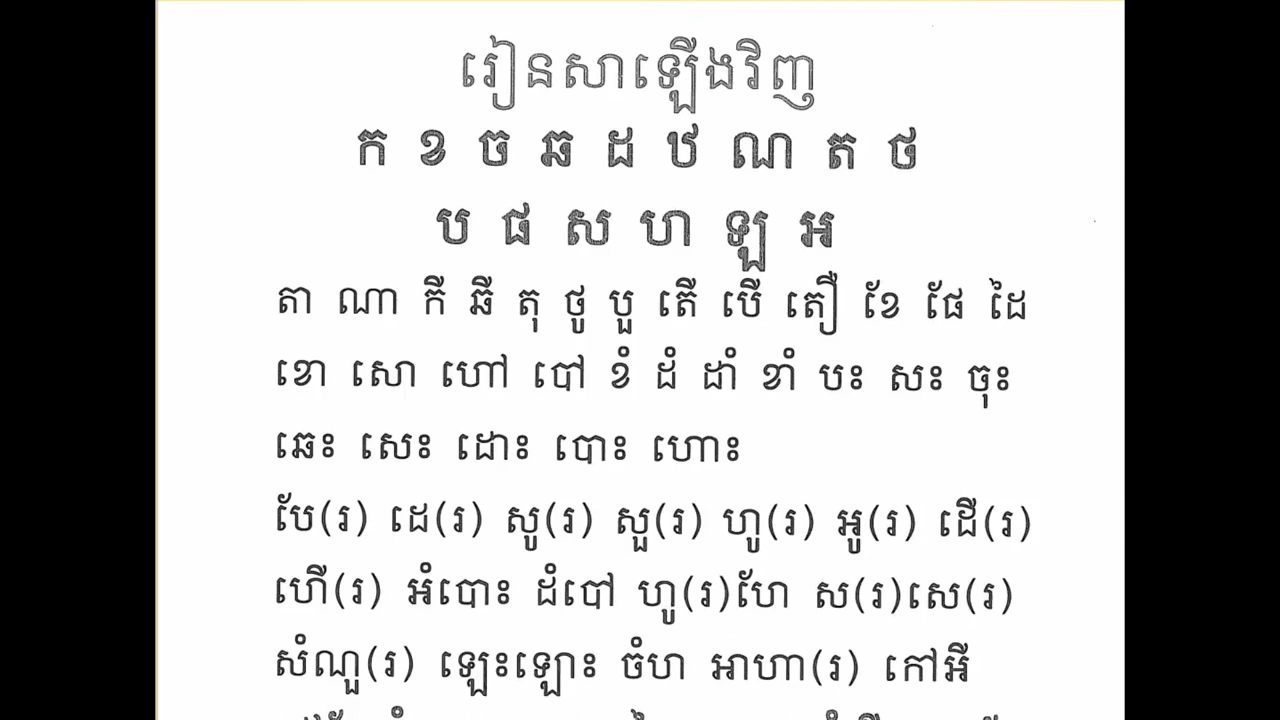 រៀនសាឡើងវិញ
ក ខ ច ឆ ដ ឋ ណ ត ថ
ប ផ ស ហ ឡ អ
តា ណា កី ឆី តុ ថូ បួ តើ បើ តឿ ខែ ផែ ដៃ
ខោ សោ ហៅ បៅ ខំ ដំ ដាំ ខាំ បះ សះ ចុះ
ឆេះ សេះ ដោះ បោះ ហោះ
បែ(រ) ដេ(រ) សូ(រ) សួ(រ) ហូ(រ) អូ(រ) ដើ(រ)
ហើ(រ) អំបោះ ដំបៅ ហូ(រ)ហែ ស(រ)សេ(រ)
សំណួ(រ) ឡេះឡោះ ចំហ អាហា(រ) កៅអី